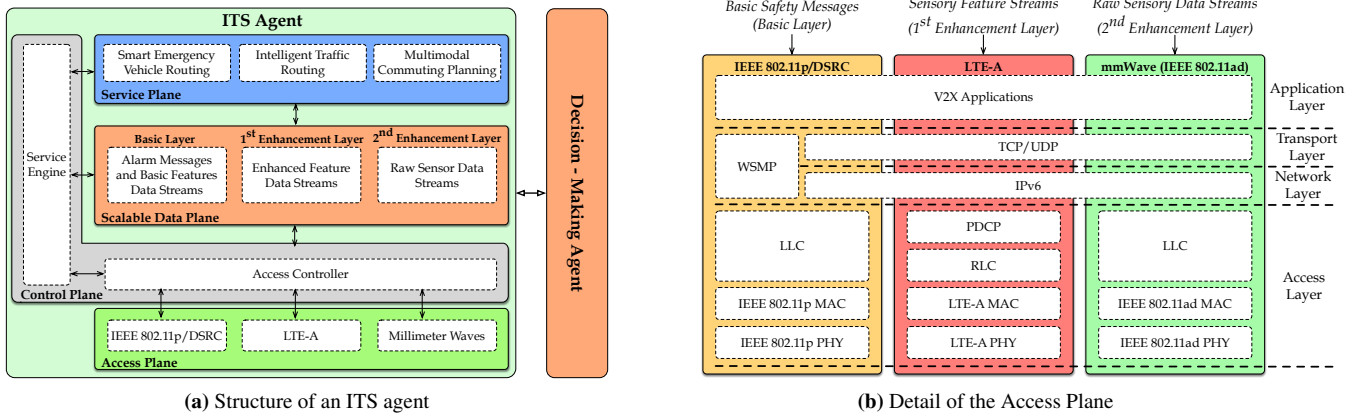 ITS Agent
Smart Emergency
Vehicle Routing
Intelligent Traffic
Routing
Multimodal
Commuting Planning
Service Plane
Service
Engine
Basic Layer
1st Enhancement Layer
2nd Enhancement Layer
Alarm Messages
and Basic Features
Data Streams
Enhanced Feature
Data Streams
Raw Sensor Data
Streams
Scalable Data Plane
Access Controller
Control Plane
IEEE 802.11p/DSRC
LTE-A
Millimeter Waves
Access Plane
Decision - Making Agent
(a) Structure of an ITS agent
Basic Safety Messages
(Basic Layer)
Sensory Feature Streams
(1st Enhancement Layer)
Raw Sensory Data Streams
(2nd Enhancement Layer)
IEEE 802.11p/DSRC
LTE-A
mmWave (IEEE 802.11ad)
V2X Applications
Application
Layer
WSMP
TCP/UDP
Transport
Layer
IPv6
Network
Layer
LLC
PDCP
RLC
LLC
IEEE 802.11p MAC
LTE-A MAC
IEEE 802.11ad MAC
IEEE 802.11p PHY
LTE-A PHY
IEEE 802.11ad PHY
Access
Layer
(b) Detail of the Access Plane